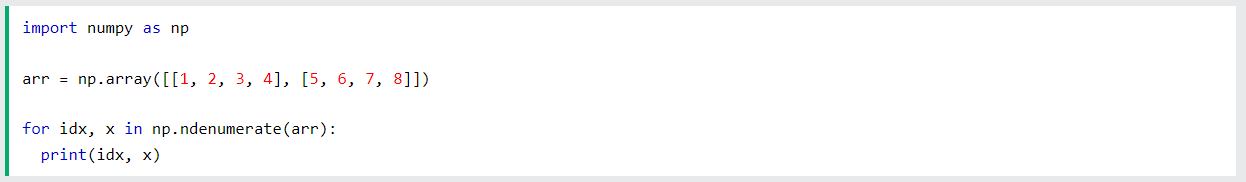 import numpy as np
arr = np.array([[1, 2, 3, 4], [5, 6, 7, 8]])
for idx, x in np.ndenumerate(arr):
  print(idx, x)